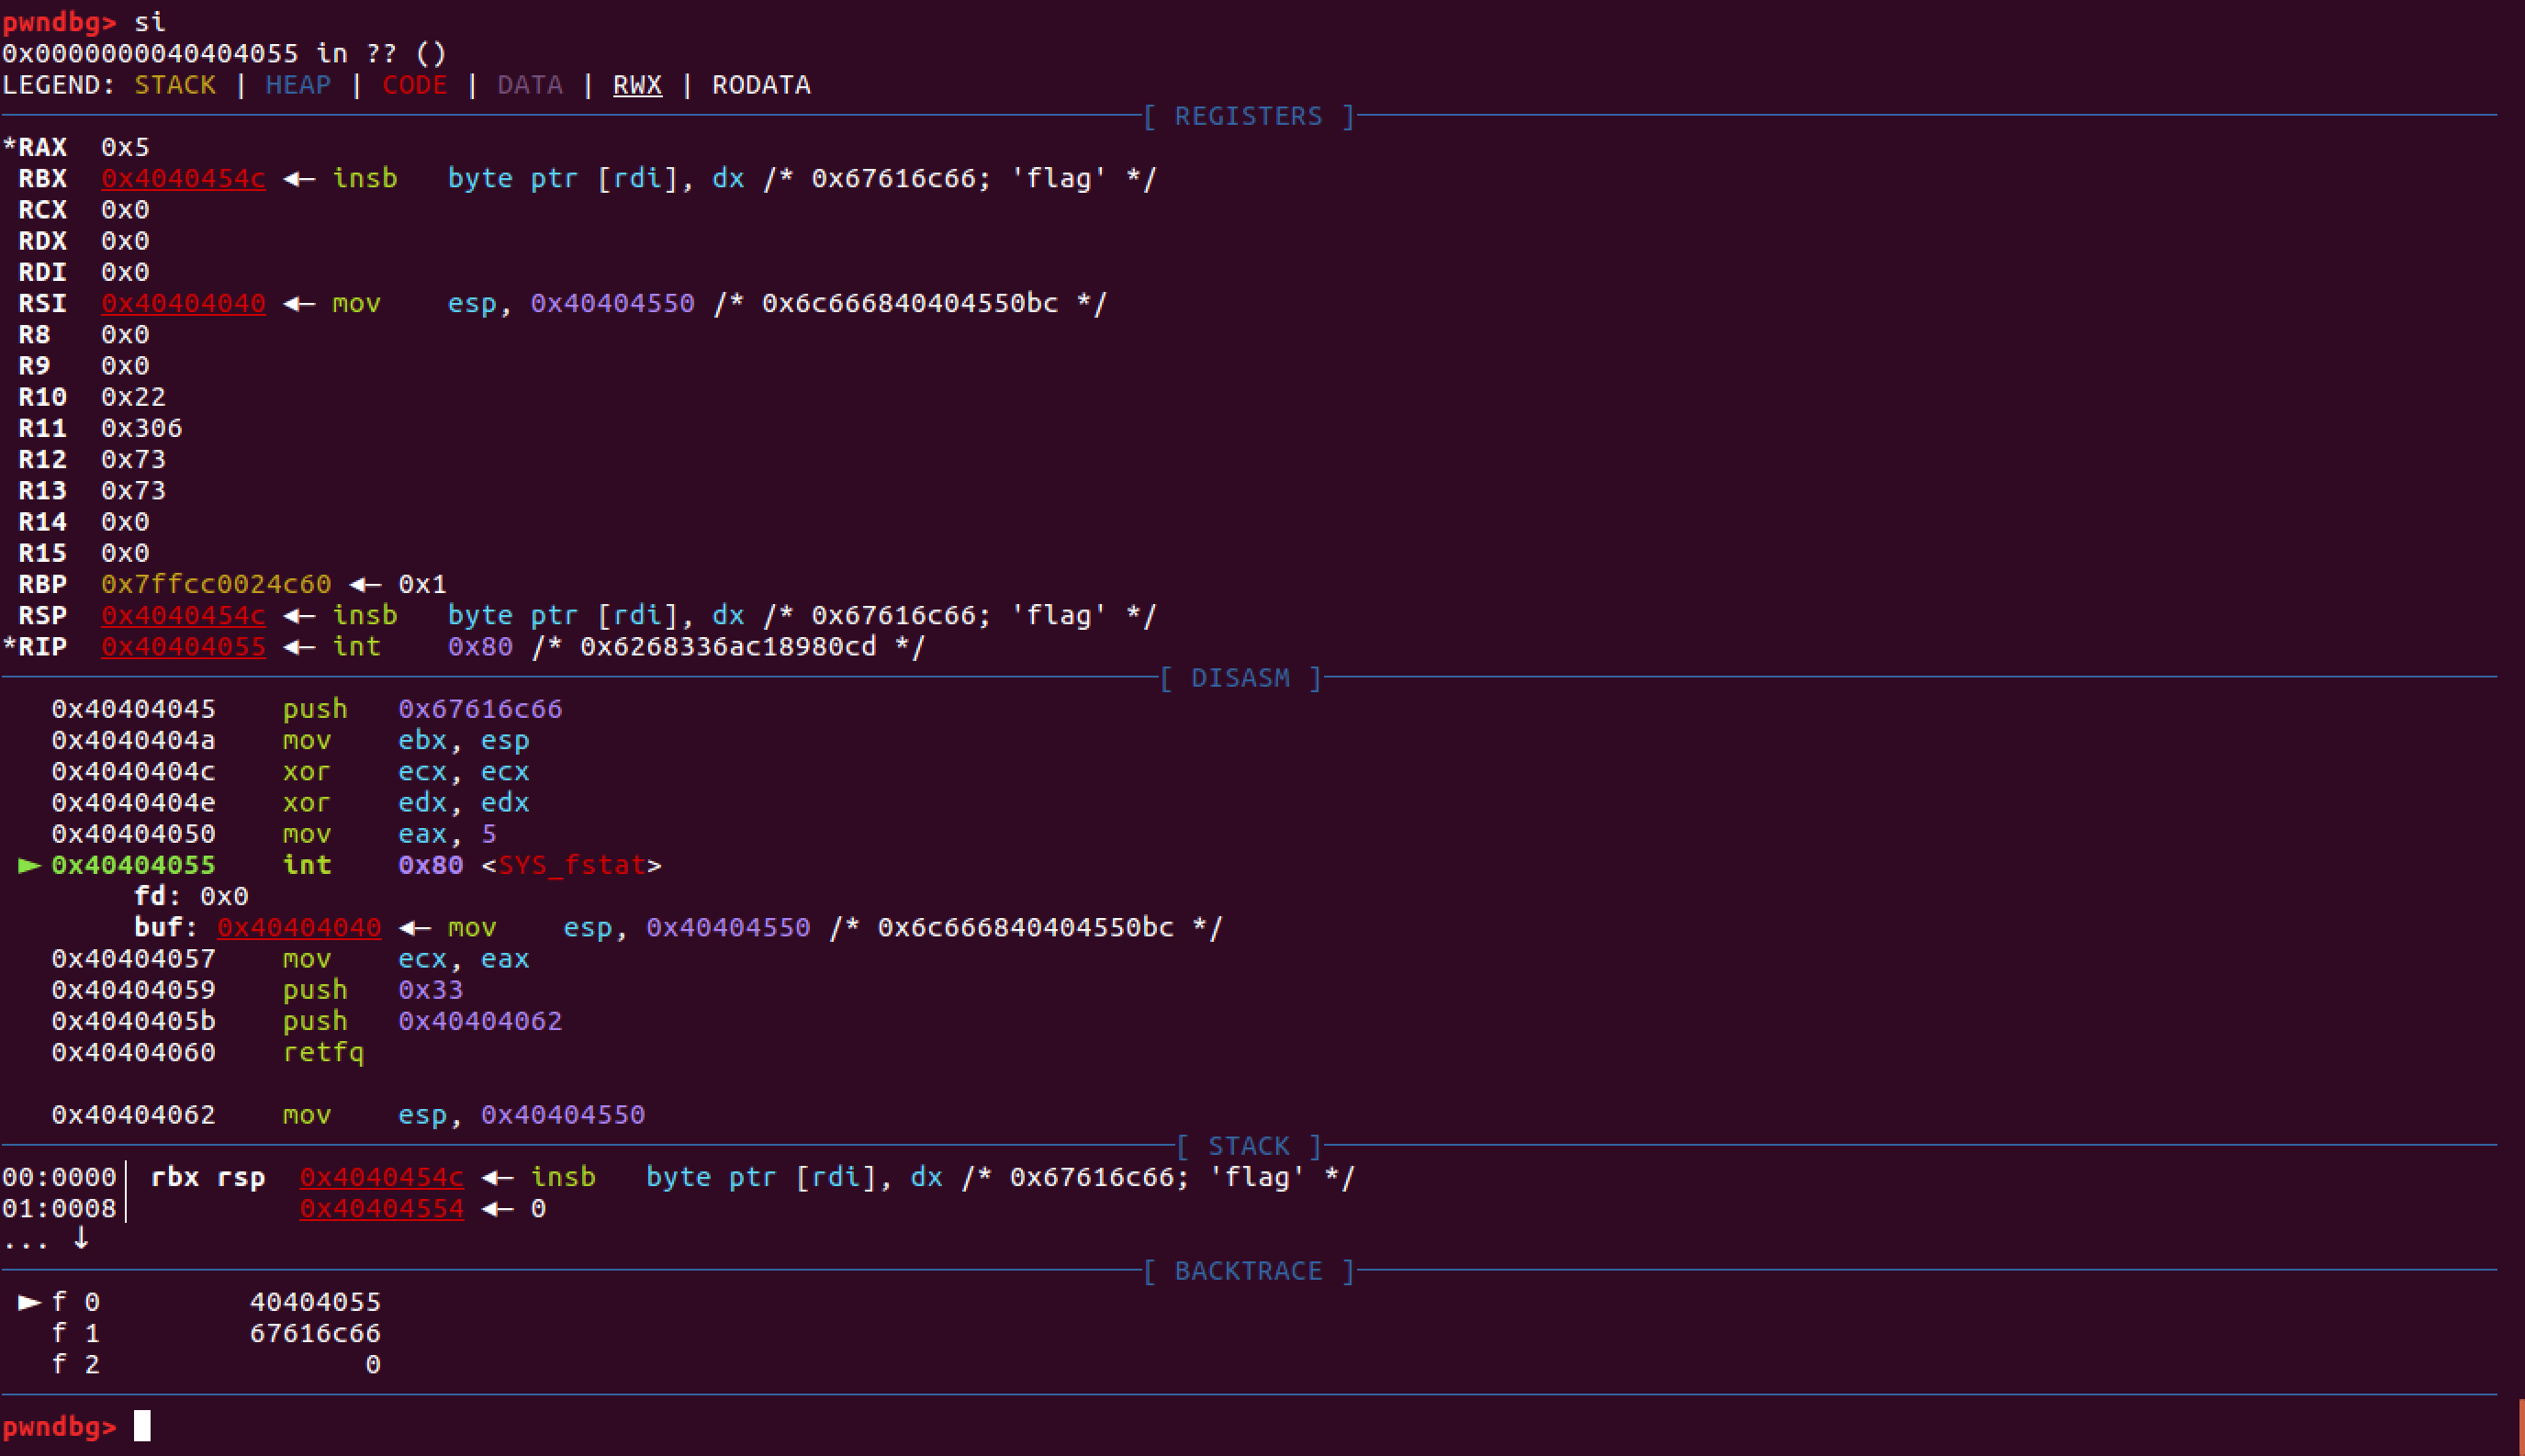 pwndbg> si
0x0000000040404055 in ?? ()
LEGEND: STACK | HEAP | CODE | DATA | RWX | RODATA
[ REGISTERS ]
*RAX  0x5
 RBX  0x4040454c ◂— insb   byte ptr [rdi], dx /* 0x67616c66; 'flag' */
 RCX  0x0
 RDX  0x0
 RDI  0x0
 RSI  0x40404040 ◂— mov    esp, 0x40404550 /* 0x6c666840404550bc */
 R8   0x0
 R9   0x0
 R10  0x22
 R11  0x306
 R12  0x73
 R13  0x73
 R14  0x0
 R15  0x0
 RBP  0x7ffcc0024c60 ◂— 0x1
 RSP  0x4040454c ◂— insb   byte ptr [rdi], dx /* 0x67616c66; 'flag' */
*RIP  0x40404055 ◂— int    0x80 /* 0x6268336ac18980cd */
[ DISASM ]
   0x40404045    push   0x67616c66
   0x4040404a    mov    ebx, esp
   0x4040404c    xor    ecx, ecx
   0x4040404e    xor    edx, edx
   0x40404050    mov    eax, 5
 ► 0x40404055    int    0x80 <SYS_fstat>
        fd: 0x0
        buf: 0x40404040 ◂— mov    esp, 0x40404550 /* 0x6c666840404550bc */
   0x40404057    mov    ecx, eax
   0x40404059    push   0x33
   0x4040405b    push   0x40404062
   0x40404060    retfq
   0x40404062    mov    esp, 0x40404550
[ STACK ]
00:0000│ rbx rsp  0x4040454c ◂— insb   byte ptr [rdi], dx /* 0x67616c66; 'flag' */
01:0008│          0x40404554 ◂— 0
... ↓
[ BACKTRACE ]
 ► f 0         40404055
   f 1         67616c66
   f 2                0
pwndbg>